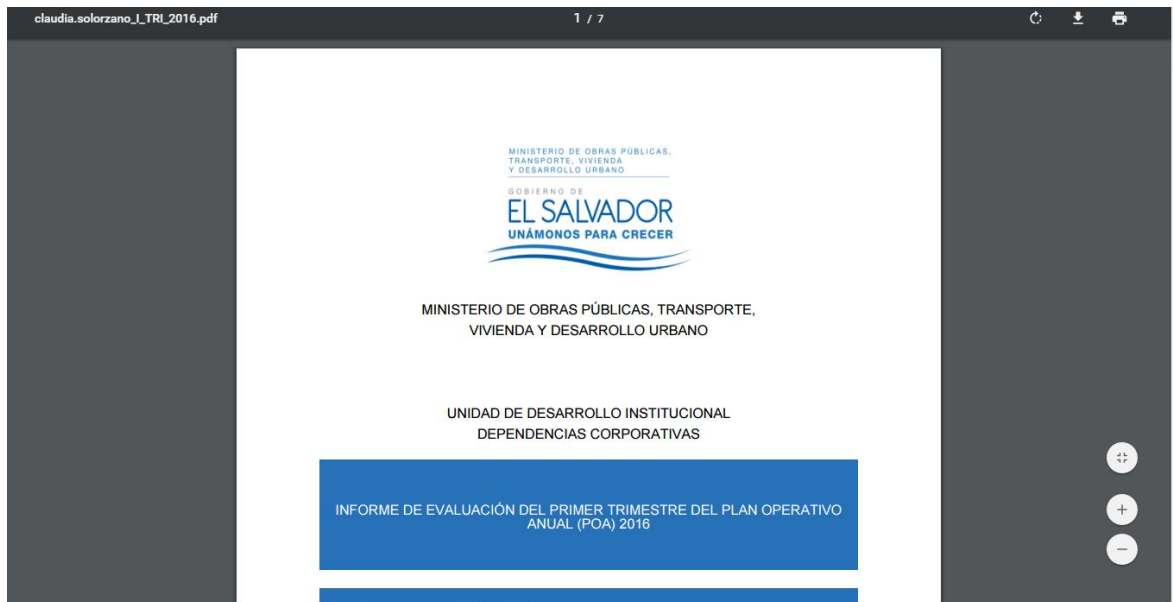 claudia.solorzano_I_TRI_2016.pdf
1 / 7
MINISTERIO DE OBRAS PÚBLICAS,
TRANSPORTE, VIVIENDA
Y DESARROLLO URBANO
GOBIERNO DE
EL SALVADOR
UNÁMONOS PARA CRECER
MINISTERIO DE OBRAS PÚBLICAS, TRANSPORTE,
VIVIENDA Y DESARROLLO URBANO
UNIDAD DE DESARROLLO INSTITUCIONAL
DEPENDENCIAS CORPORATIVAS
INFORME DE EVALUACIÓN DEL PRIMER TRIMESTRE DEL PLAN OPERATIVO
ANUAL (POA) 2016